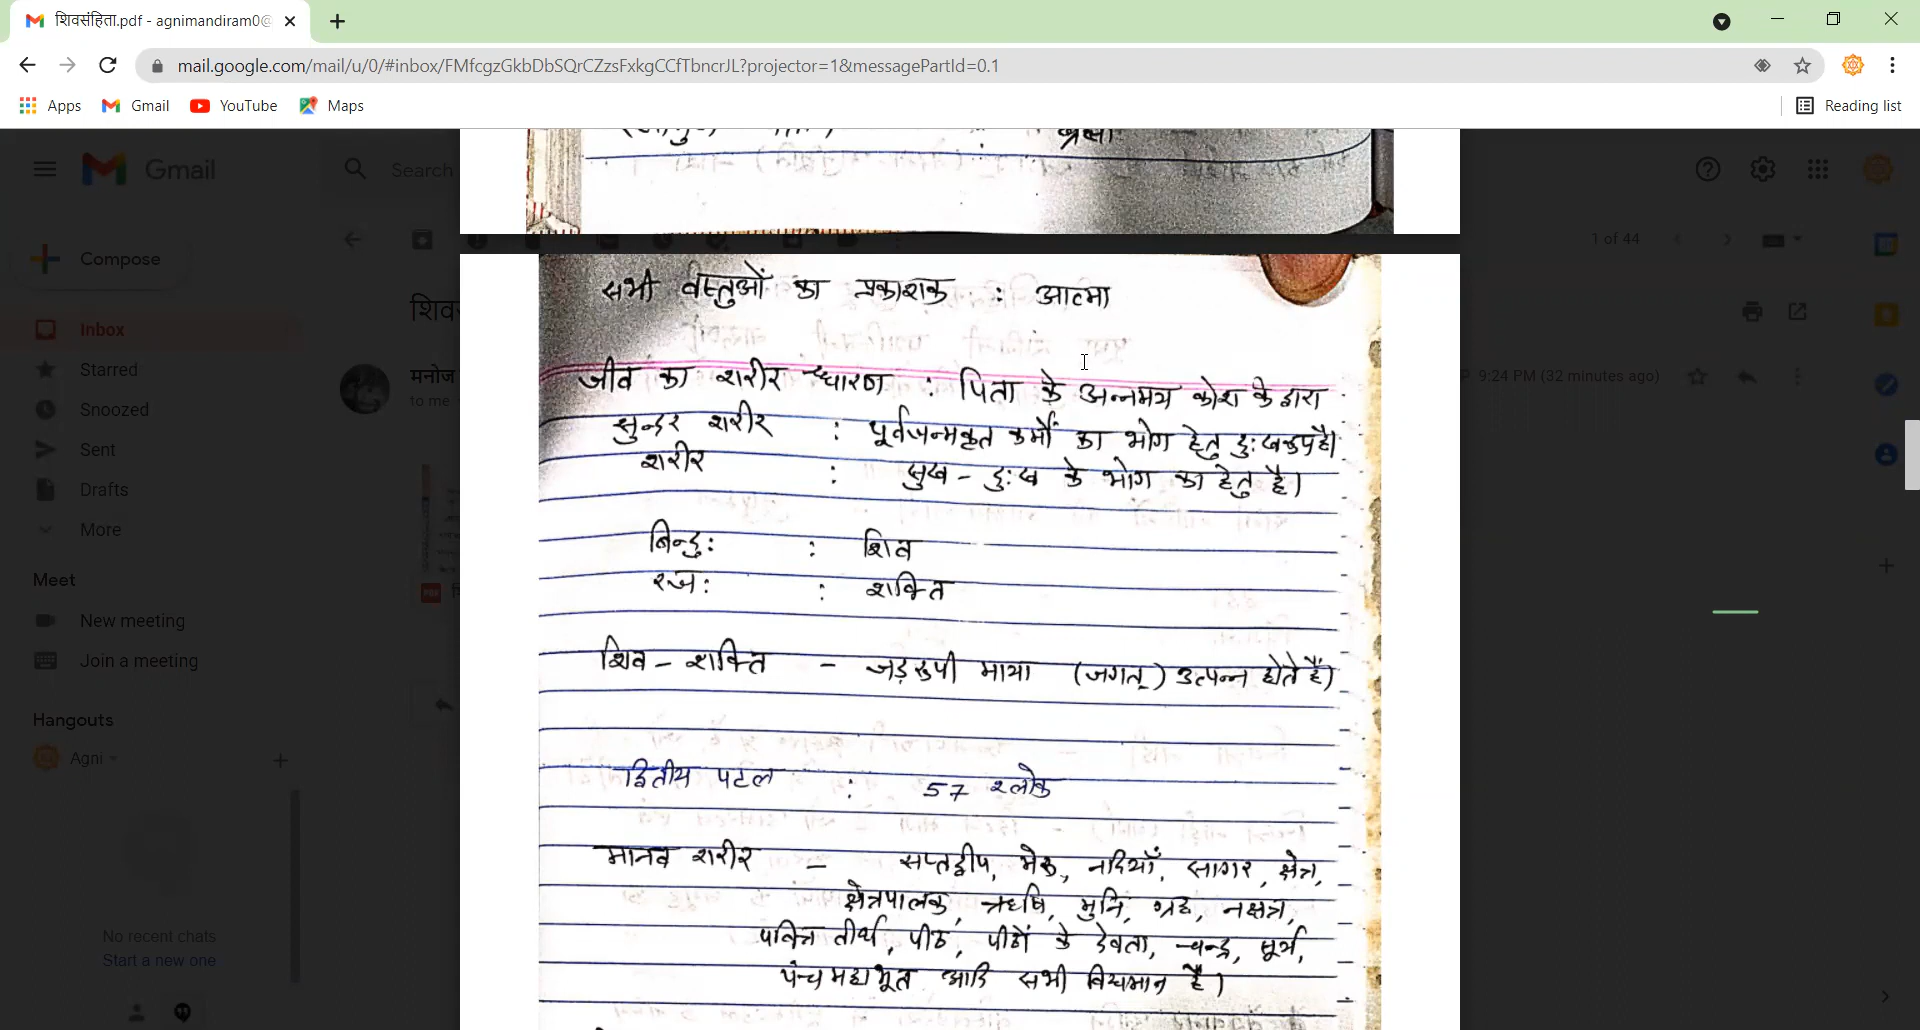 शिवसंहिता.pdf - agnimandiram0@
mail.google.com/mail/u/0/#inbox/FMfcgzGkbDbSQrCZzsFxkgCCfTbncrJL?projector=1&messagePartId=0.1
Apps Gmail YouTube Maps Reading list
Gmail
Search
1 of 44
Compose
Inbox
Starred
Snoozed
Sent
Drafts
More
Meet
New meeting
Join a meeting
Hangouts
Agni
No recent chats
Start a new one
मनोज
to me
9:24 PM (32 minutes ago)
सभी वस्तुओं का प्रकाशक : आत्मा
जीव का शरीर धारण : पिता के अन्नमय कोश के द्वारा
सुन्दर शरीर : पूर्वजन्मकृत कर्मों का भोग हेतु दुःखरूप है।
शरीर : सुख - दुःख के भोग का हेतु है।
बिन्दुः : शिव
रजः : शक्ति
शिव - शक्ति - जड़रूपी माया (जगत्) उत्पन्न होते हैं)
द्वितीय पटल : 57 श्लोक
मानव शरीर - सप्तद्वीप, मेरु, नदियाँ, सागर, क्षेत्र,
क्षेत्रपालक, ऋषि, मुनि, ग्रह, नक्षत्र,
पवित्र तीर्थ, पीठ, पीठों के देवता, चन्द्र, सूर्य,
पंचमहाभूत आदि सभी विद्यमान है।